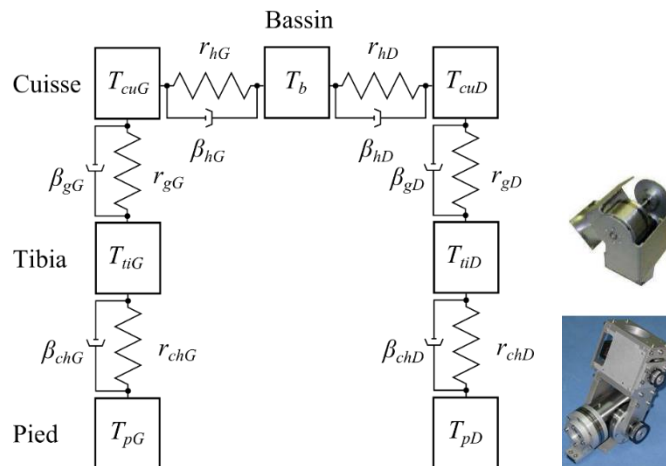 Bassin
Cuisse
T_cuG
r_hG
β_hG
T_b
r_hD
β_hD
T_cuD
β_gG
r_gG
β_gD
r_gD
Tibia
T_tiG
T_tiD
β_chG
r_chG
β_chD
r_chD
Pied
T_pG
T_pD